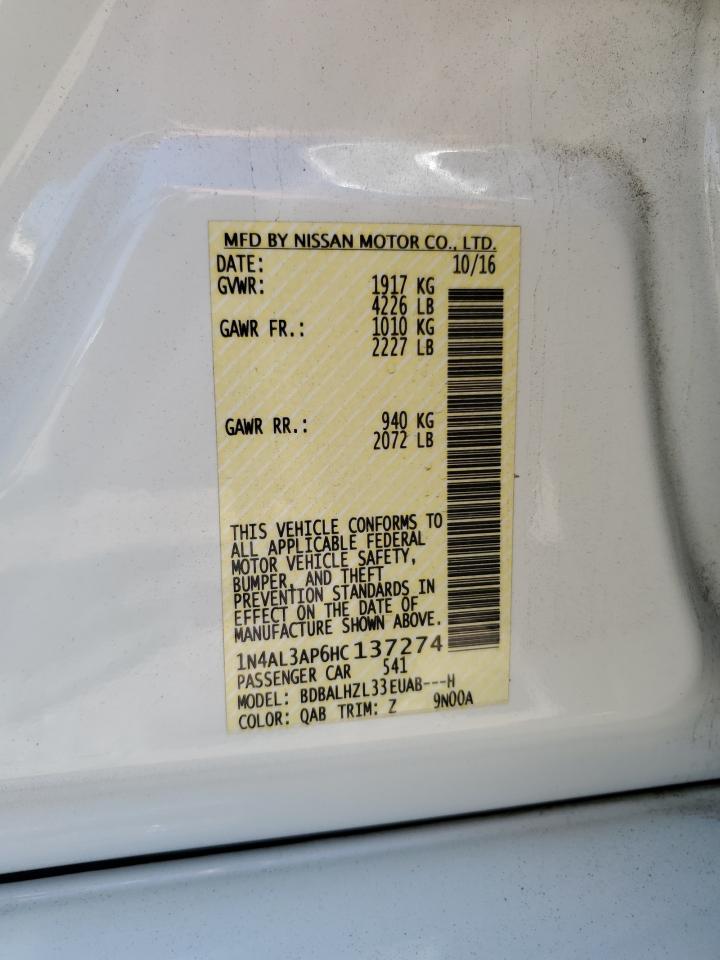 MFD BY NISSAN MOTOR CO., LTD.
DATE: 10/16
GVWR: 1917 KG
4226 LB
GAWR FR.: 1010 KG
2227 LB
GAWR RR.: 940 KG
2072 LB
THIS VEHICLE CONFORMS TO
ALL APPLICABLE FEDERAL
MOTOR VEHICLE SAFETY,
BUMPER, AND THEFT
PREVENTION STANDARDS IN
EFFECT ON THE DATE OF
MANUFACTURE SHOWN ABOVE.
1N4AL3AP6HC137274
PASSENGER CAR 541
MODEL: BDBALHZL33EUAB---H
COLOR: QAB TRIM: Z 9N00A